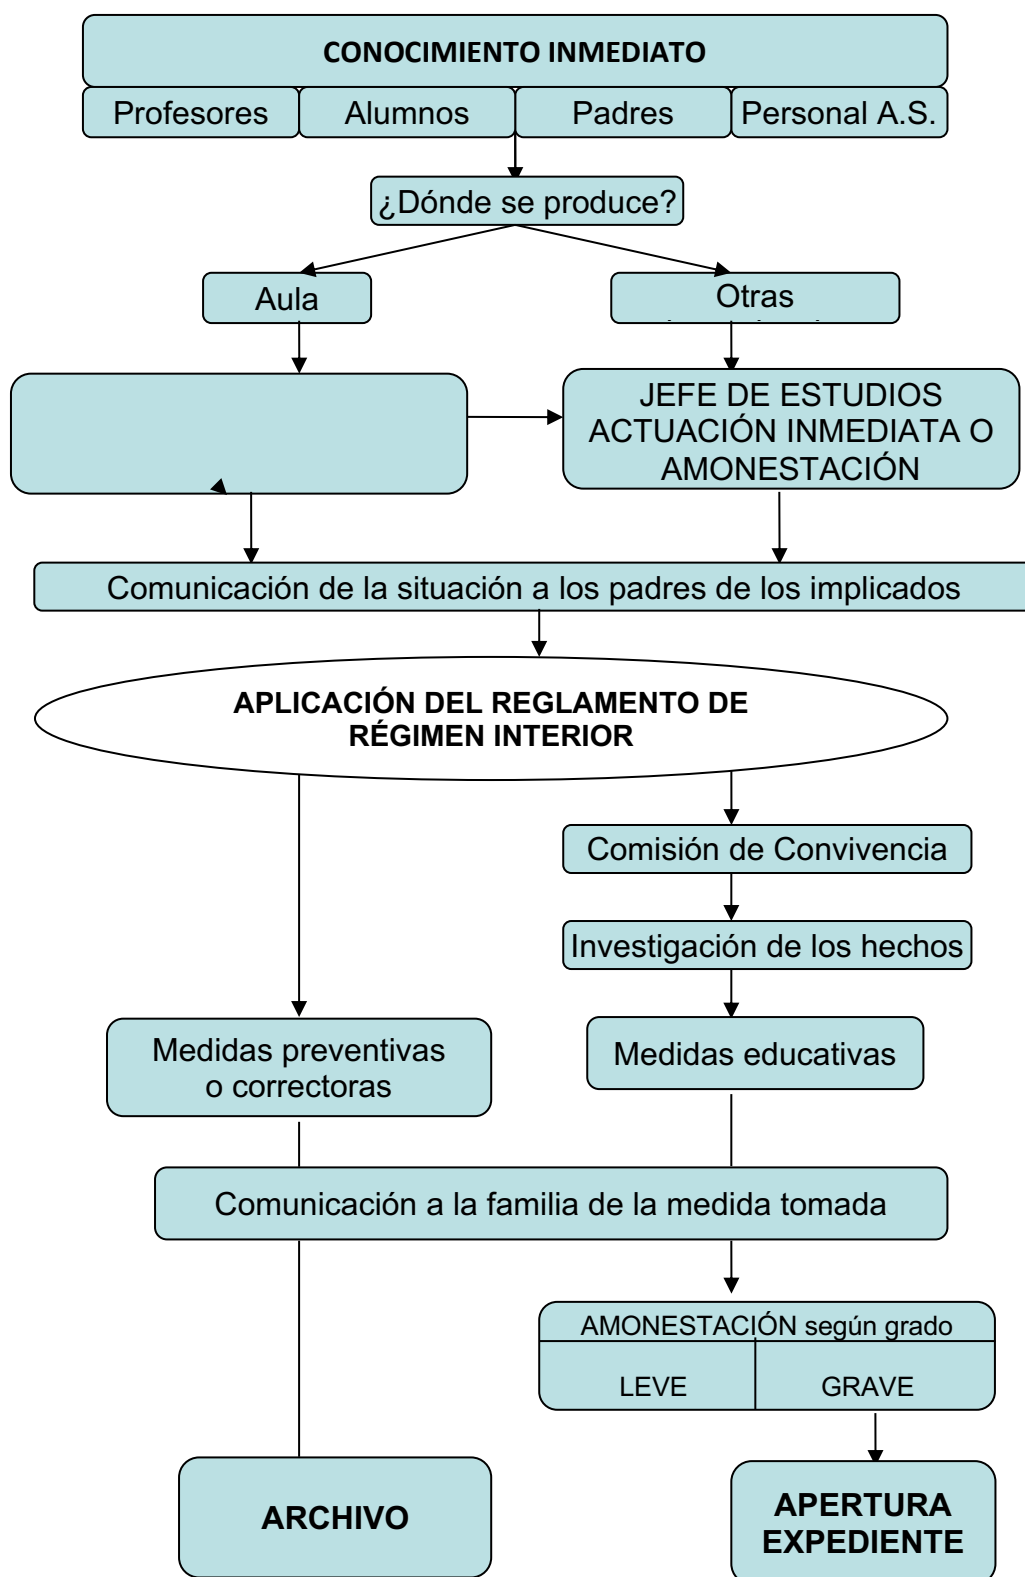 CONOCIMIENTO INMEDIATO
Profesores Alumnos Padres Personal A.S.
¿Dónde se produce?
Aula
Otras
JEFE DE ESTUDIOS
ACTUACIÓN INMEDIATA O
AMONESTACIÓN
Comunicación de la situación a los padres de los implicados
APLICACIÓN DEL REGLAMENTO DE
RÉGIMEN INTERIOR
Comisión de Convivencia
Investigación de los hechos
Medidas preventivas
o correctoras
Medidas educativas
Comunicación a la familia de la medida tomada
AMONESTACIÓN según grado
LEVE GRAVE
ARCHIVO
APERTURA
EXPEDIENTE